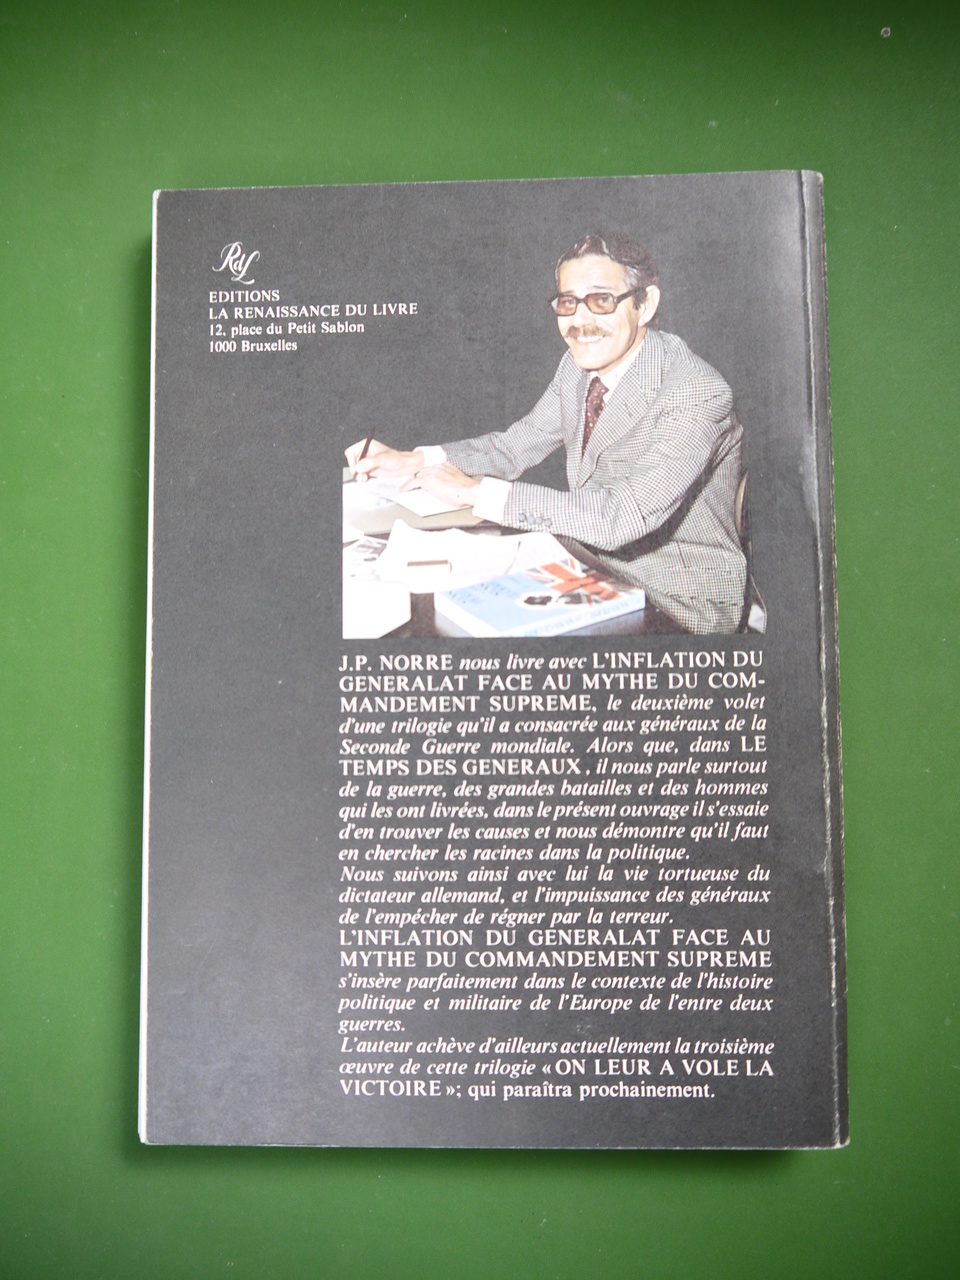 RdL
EDITIONS
LA RENAISSANCE DU LIVRE
12, place du Petit Sablon
1000 Bruxelles
J.P. NORRE nous livre avec L'INFLATION DU
GENERALAT FACE AU MYTHE DU COM-
MANDEMENT SUPREME, le deuxième volet
d'une trilogie qu'il a consacrée aux généraux de la
Seconde Guerre mondiale. Alors que, dans LE
TEMPS DES GENERAUX , il nous parle surtout
de la guerre, des grandes batailles et des hommes
qui les ont livrées, dans le présent ouvrage il s'essaie
d'en trouver les causes et nous démontre qu'il faut
en chercher les racines dans la politique.
Nous suivons ainsi avec lui la vie tortueuse du
dictateur allemand, et l'impuissance des généraux
de l'empécher de régner par la terreur.
L'INFLATION DU GENERALAT FACE AU
MYTHE DU COMMANDEMENT SUPREME
s'insère parfaitement dans le contexte de l'histoire
politique et militaire de l'Europe de l'entre deux
guerres.
L'auteur achève d'ailleurs actuellement la troisième
œuvre de cette trilogie « ON LEUR A VOLE LA
VICTOIRE »; qui paraîtra prochainement.